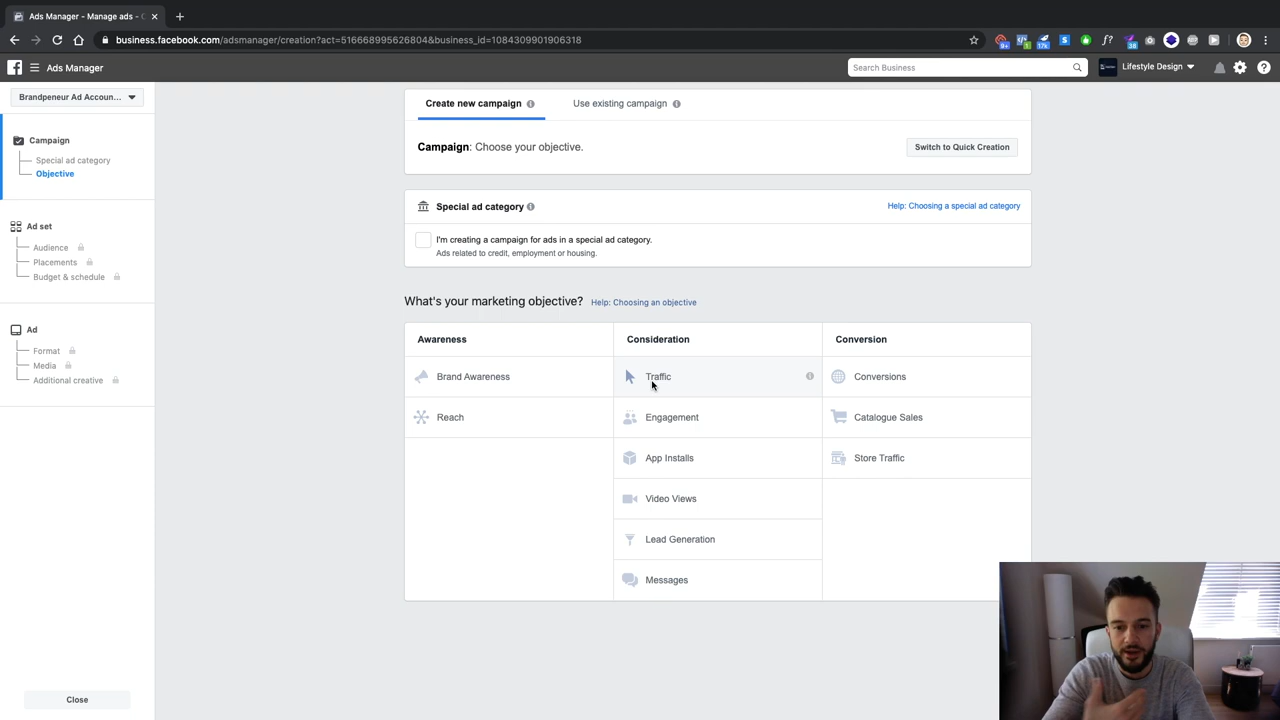 Ads Manager - Manage ads - C
business.facebook.com/adsmanager/creation?act=516668995626804&business_id=1084309901906318
9+
1
17k
38
Ads Manager
Search Business
Lifestyle Design
Brandpeneur Ad Accoun...
Campaign
Special ad category
Objective
Ad set
Audience
Placements
Budget & schedule
Ad
Format
Media
Additional creative
Close
Create new campaign
Use existing campaign
Campaign: Choose your objective.
Switch to Quick Creation
Special ad category
Help: Choosing a special ad category
I'm creating a campaign for ads in a special ad category.
Ads related to credit, employment or housing.
What's your marketing objective? Help: Choosing an objective
Awareness
Consideration
Conversion
Brand Awareness
Traffic
Conversions
Reach
Engagement
Catalogue Sales
App Installs
Store Traffic
Video Views
Lead Generation
Messages